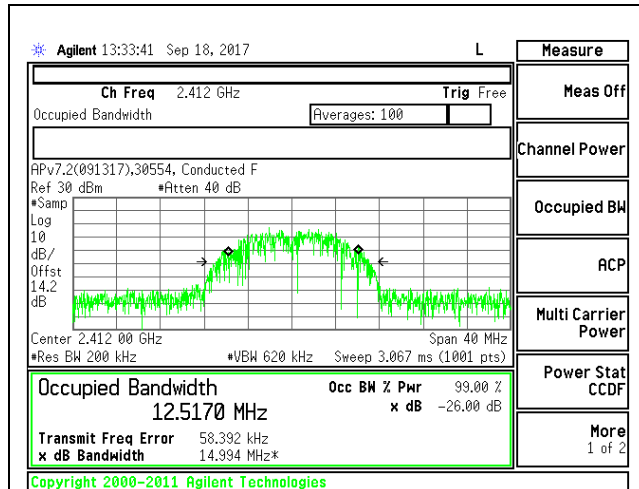 Agilent 13:33:41 Sep 18, 2017 L Measure
Ch Freq 2.412 GHz Trig Free
Meas Off
Occupied Bandwidth Averages: 100
Channel Power
APv7.2(091317),30554, Conducted F
Ref 30 dBm #Atten 40 dB
#Samp
Log
10
dB/
Offst
14.2
dB
Occupied BW
ACP
Center 2.412 00 GHz Span 40 MHz
#Res BW 200 kHz #VBW 620 kHz Sweep 3.067 ms (1001 pts)
Multi Carrier
Power
Occupied Bandwidth Occ BW % Pwr 99.00 %
12.5170 MHz x dB -26.00 dB
Power Stat
CCDF
Transmit Freq Error 58.392 kHz
x dB Bandwidth 14.994 MHz*
More
1 of 2
Copyright 2000-2011 Agilent Technologies